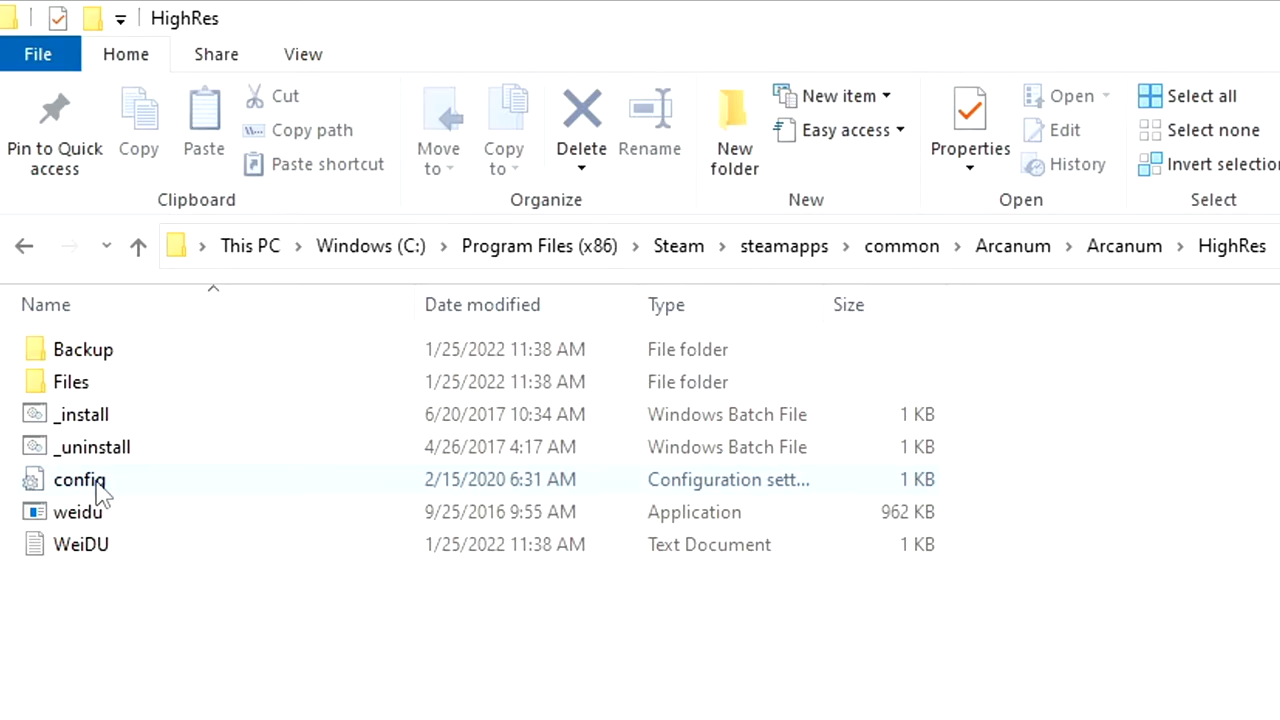 HighRes
File Home Share View
Pin to Quick access
Copy
Paste
Cut
Copy path
Paste shortcut
Clipboard
Move to
Copy to
Delete
Rename
Organize
New folder
New item
Easy access
New
Properties
Open
Edit
History
Open
Select all
Select none
Invert selection
Select
This PC > Windows (C:) > Program Files (x86) > Steam > steamapps > common > Arcanum > Arcanum > HighRes
Name Date modified Type Size
Backup 1/25/2022 11:38 AM File folder
Files 1/25/2022 11:38 AM File folder
_install 6/20/2017 10:34 AM Windows Batch File 1 KB
_uninstall 4/26/2017 4:17 AM Windows Batch File 1 KB
config 2/15/2020 6:31 AM Configuration sett... 1 KB
weidu 9/25/2016 9:55 AM Application 962 KB
WeiDU 1/25/2022 11:38 AM Text Document 1 KB